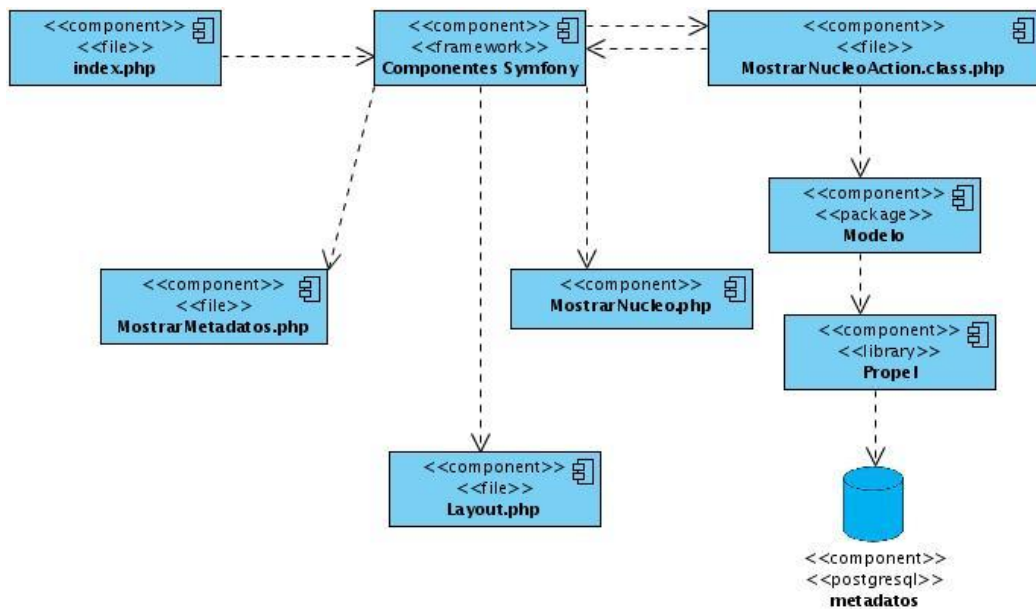 <<component>>
<<file>>
index.php
<<component>>
<<framework>>
Componentes Symfony
<<component>>
<<file>>
MostrarNucleoAction.class.php
<<component>>
<<package>>
Modelo
<<component>>
<<file>>
MostrarMetadatos.php
<<component>>
MostrarNucleo.php
<<component>>
<<library>>
Propel
<<component>>
<<file>>
Layout.php
<<component>>
<<postgresql>>
metadatos